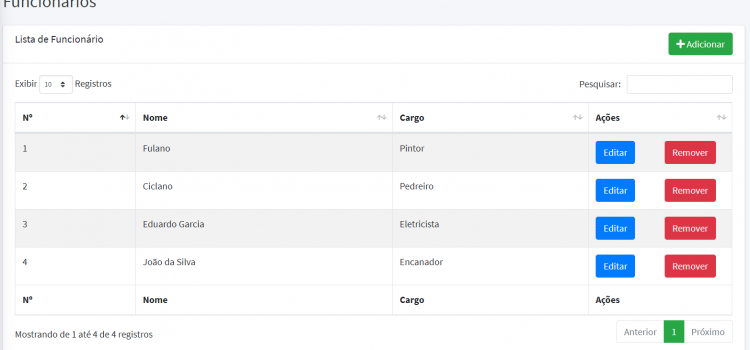 Funcionários
Lista de Funcionário
Adicionar
Exibir 10 Registros Pesquisar:
Nº Nome Cargo Ações
1 Fulano Pintor Editar Remover
2 Ciclano Pedreiro Editar Remover
3 Eduardo Garcia Eletricista Editar Remover
4 João da Silva Encanador Editar Remover
Nº Nome Cargo Ações
Mostrando de 1 até 4 de 4 registros
Anterior 1 Próximo